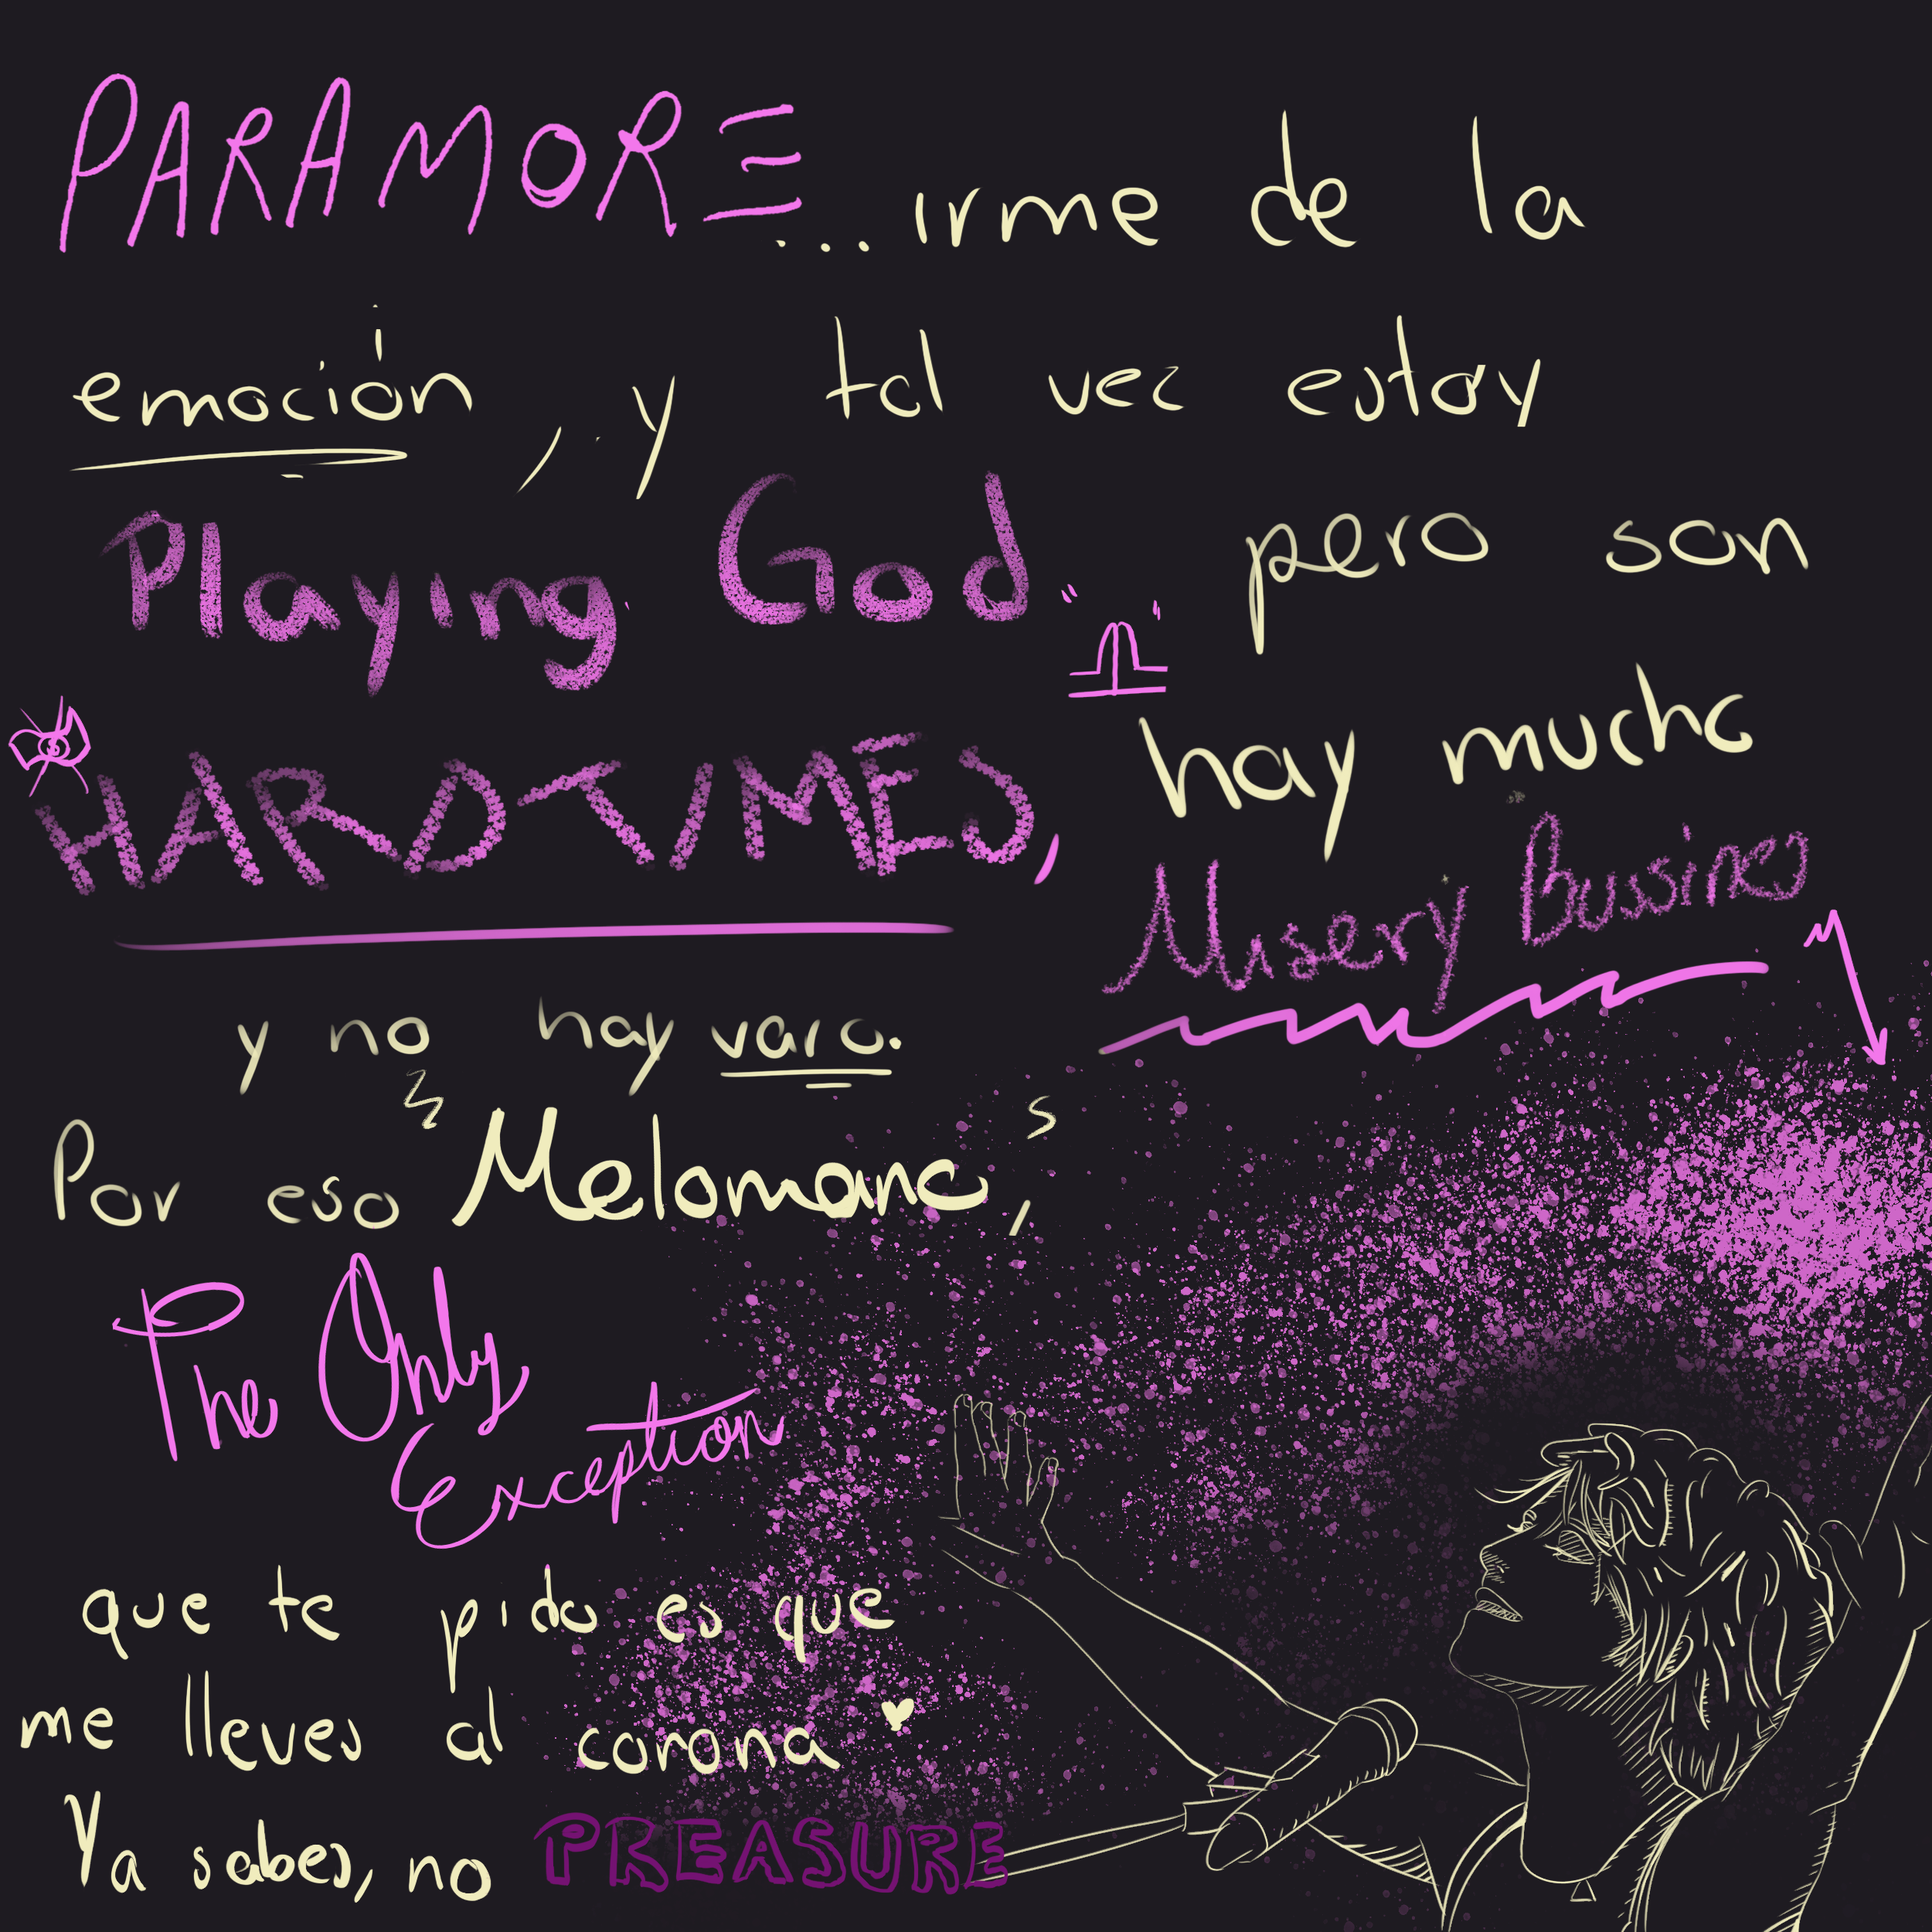 PARAMORE ...irme de la
emoción, y tal vez estoy
Playing God... pero son
HARD TIMES, hay mucho
Misery Bussines
y no hay varo.
Por eso Melomano,
The Only
Exception
que te pido es que
me lleves al corona
Ya sabes, no PREASURE